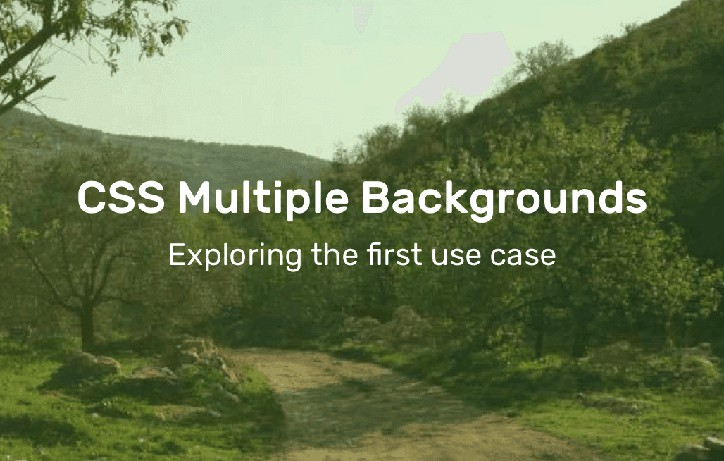 CSS Multiple Backgrounds
Exploring the first use case